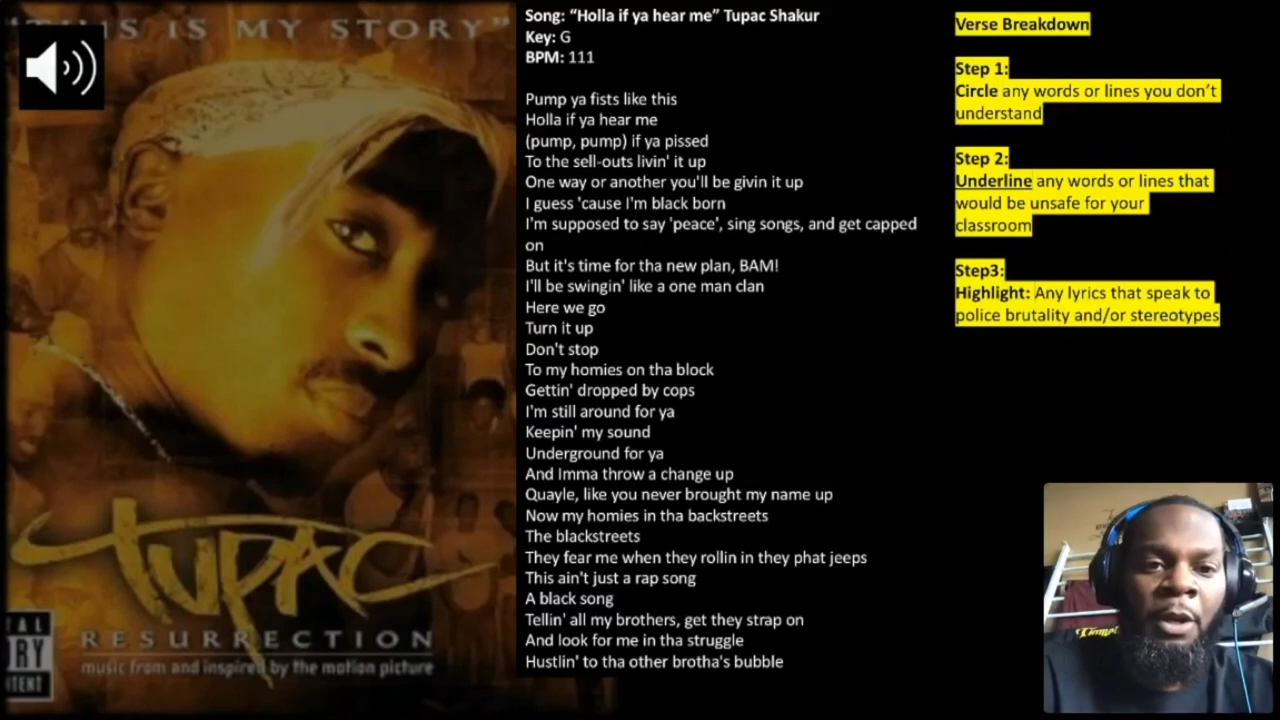 "THIS IS MY STORY"
TUPAC
RESURRECTION
music from and inspired by the motion picture
Song: “Holla if ya hear me” Tupac Shakur
Key: G
BPM: 111
Pump ya fists like this
Holla if ya hear me
(pump, pump) if ya pissed
To the sell-outs livin' it up
One way or another you'll be givin it up
I guess 'cause I'm black born
I'm supposed to say 'peace', sing songs, and get capped
on
But it's time for tha new plan, BAM!
I'll be swingin' like a one man clan
Here we go
Turn it up
Don't stop
To my homies on tha block
Gettin' dropped by cops
I'm still around for ya
Keepin' my sound
Underground for ya
And Imma throw a change up
Quayle, like you never brought my name up
Now my homies in tha backstreets
The blackstreets
They fear me when they rollin in they phat jeeps
This ain't just a rap song
A black song
Tellin' all my brothers, get they strap on
And look for me in tha struggle
Hustlin' to tha other brotha's bubble
Verse Breakdown
Step 1:
Circle any words or lines you don’t
understand
Step 2:
Underline any words or lines that
would be unsafe for your
classroom
Step3:
Highlight: Any lyrics that speak to
police brutality and/or stereotypes